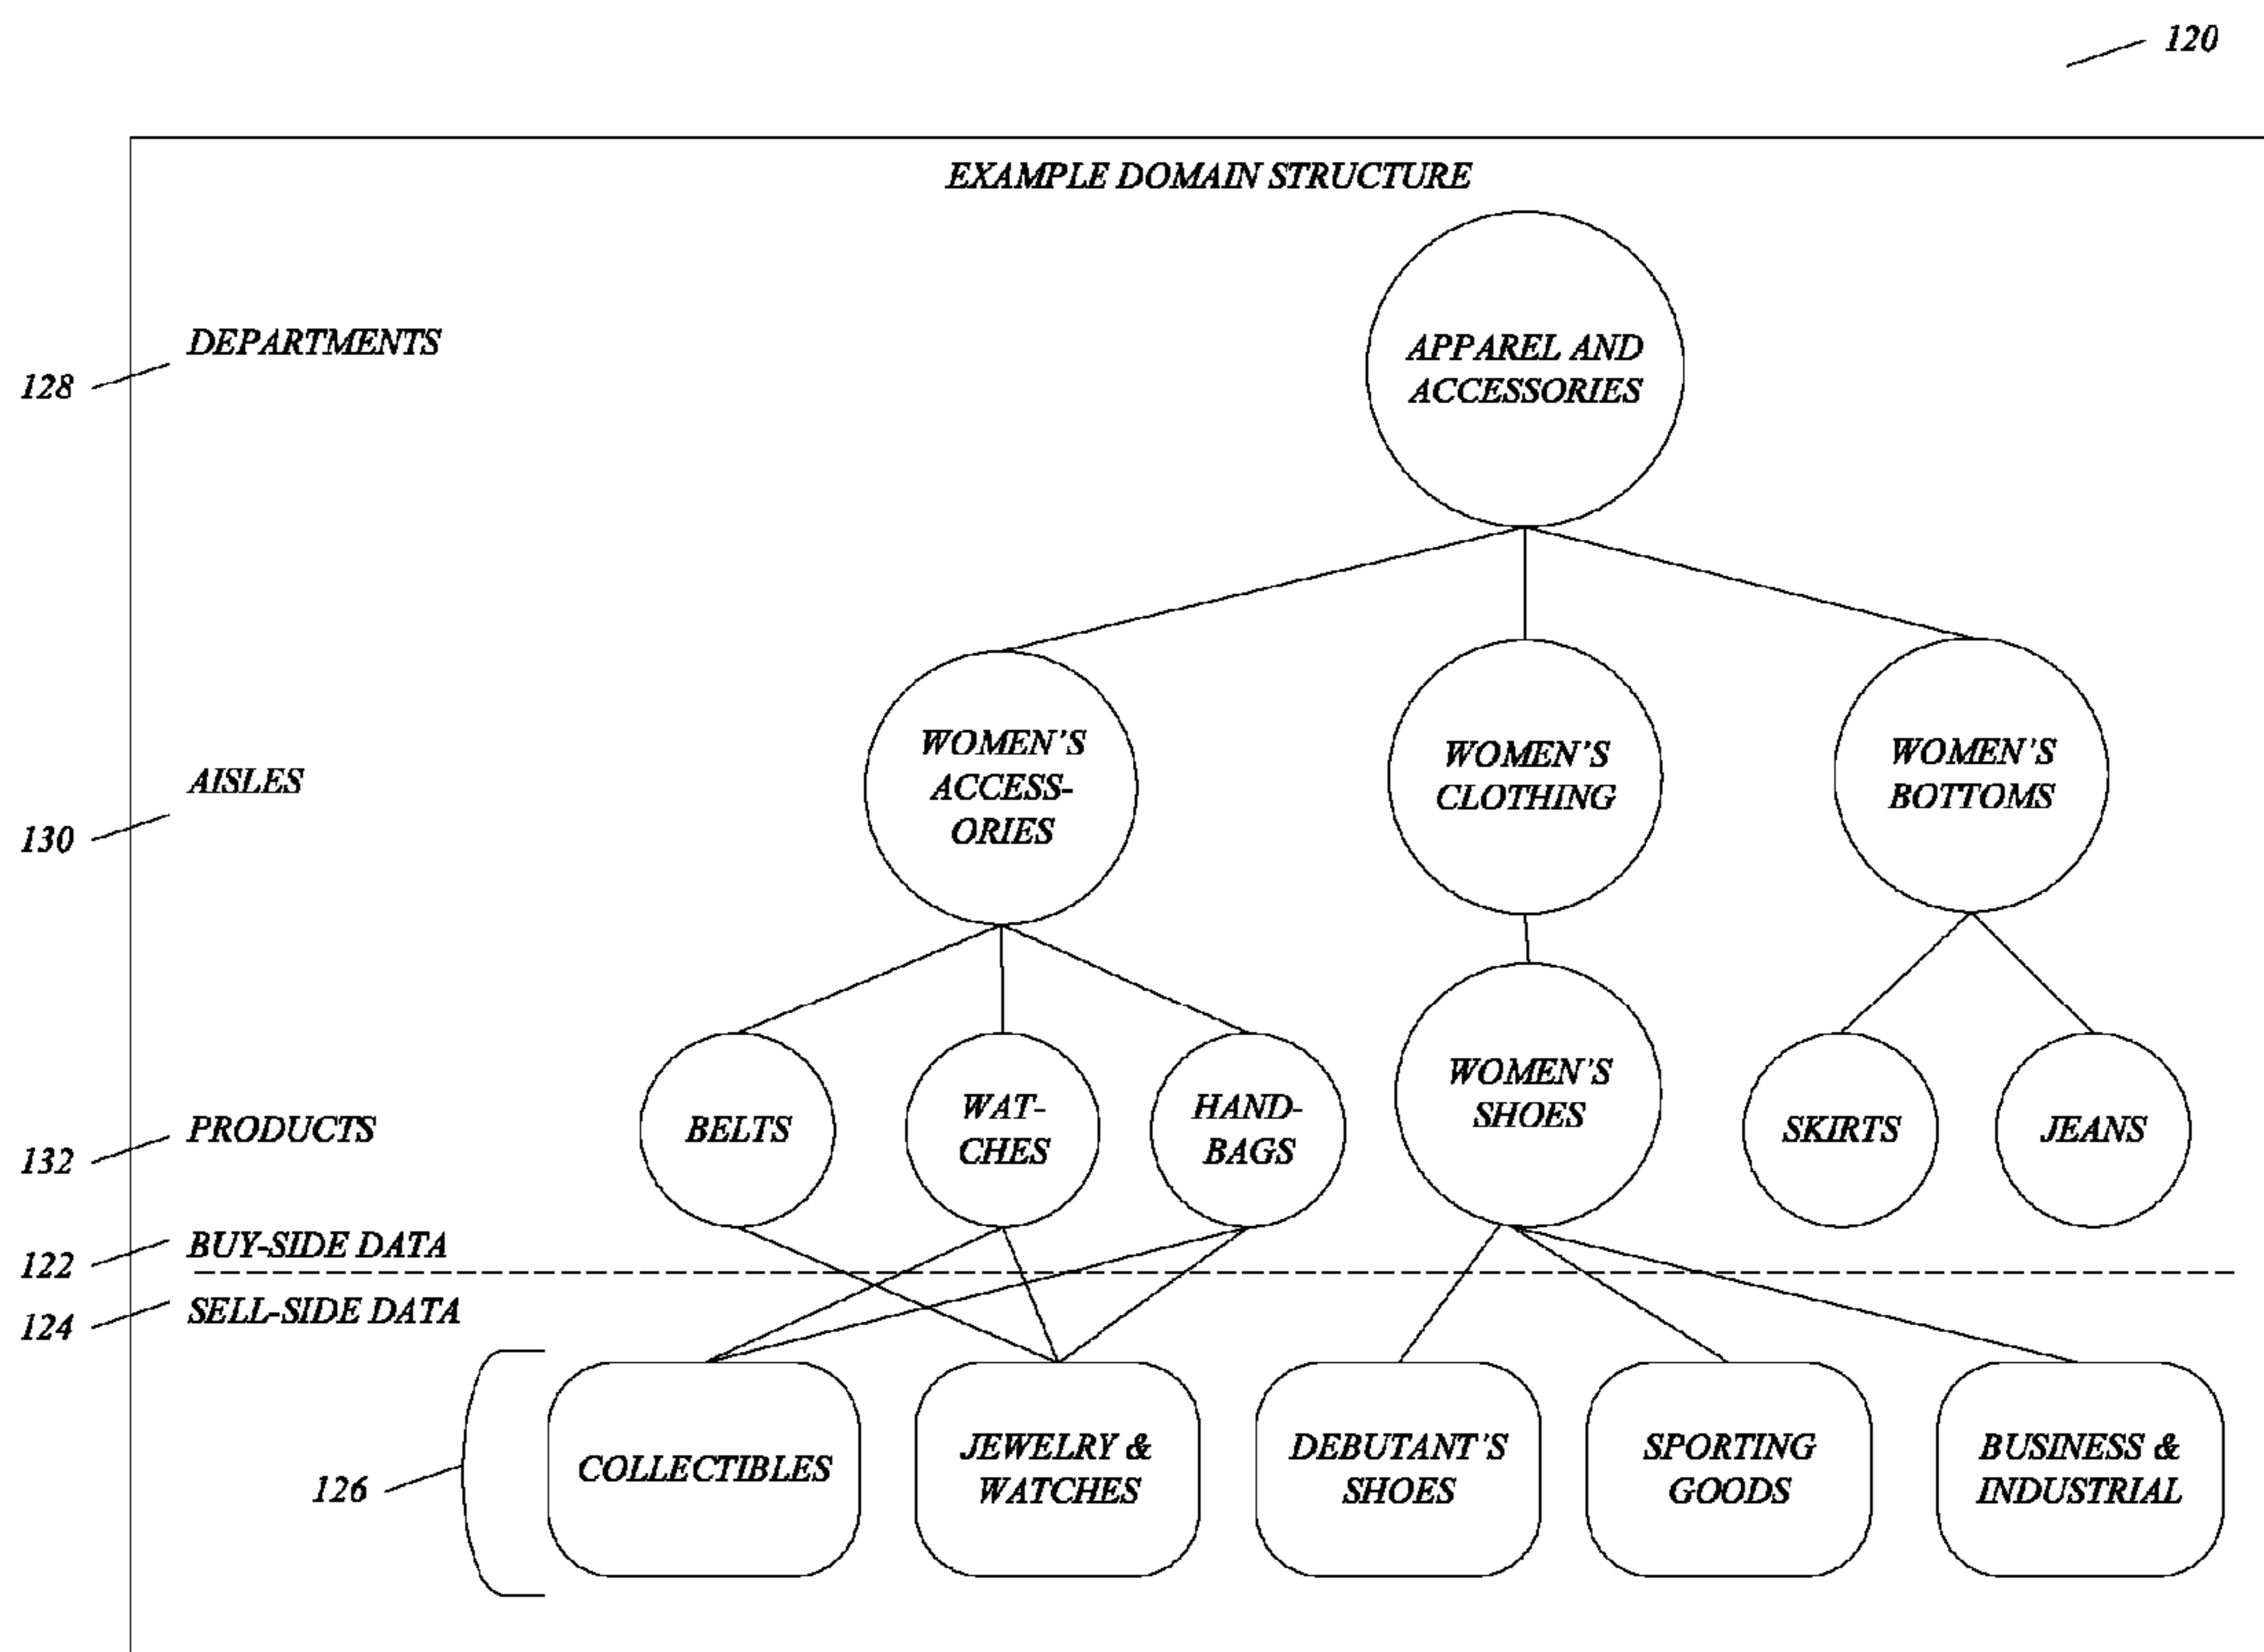 120
EXAMPLE DOMAIN STRUCTURE
DEPARTMENTS
128
APPAREL AND
ACCESSORIES
AISLES
130
WOMEN'S
ACCESS-
ORIES
WOMEN'S
CLOTHING
WOMEN'S
BOTTOMS
PRODUCTS
132
BELTS
WAT-
CHES
HAND-
BAGS
WOMEN'S
SHOES
SKIRTS
JEANS
BUY-SIDE DATA
122
SELL-SIDE DATA
124
126
COLLECTIBLES
JEWELRY &
WATCHES
DEBUTANT'S
SHOES
SPORTING
GOODS
BUSINESS &
INDUSTRIAL